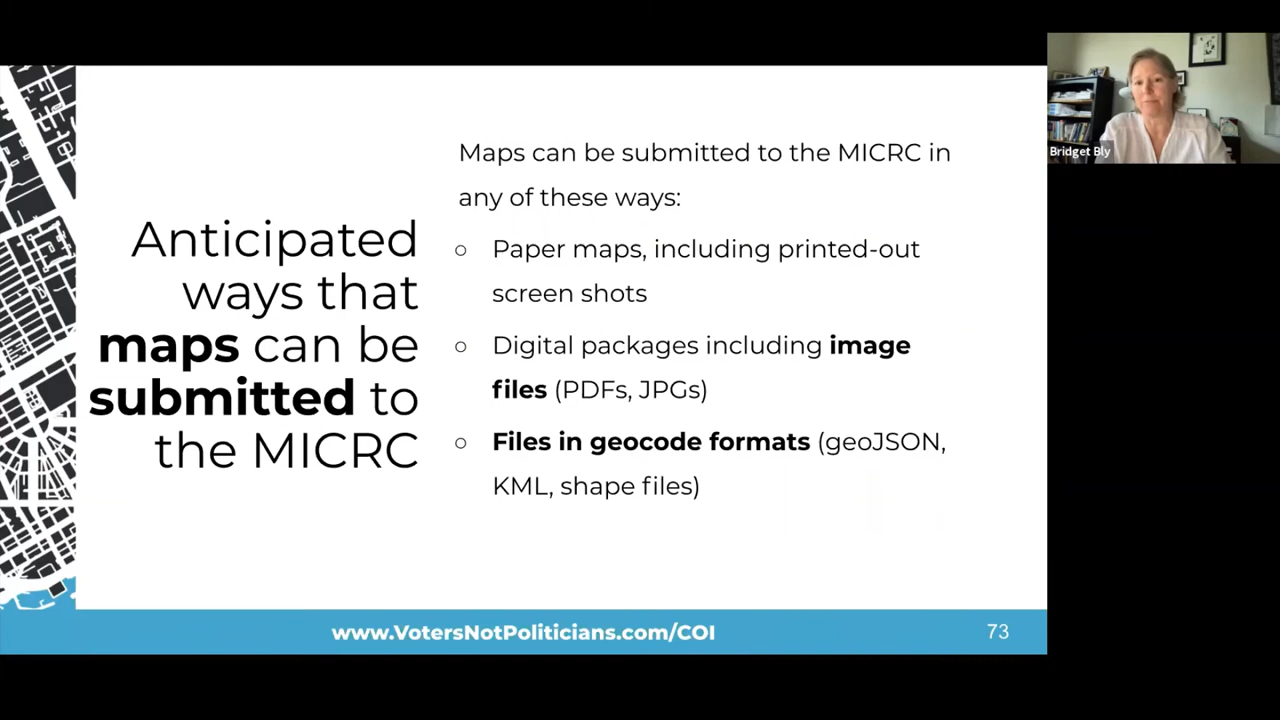 Anticipated
ways that
maps can be
submitted to
the MICRC
Maps can be submitted to the MICRC in
any of these ways:
○ Paper maps, including printed-out
screen shots
○ Digital packages including image
files (PDFs, JPGs)
○ Files in geocode formats (geoJSON,
KML, shape files)
www.VotersNotPoliticians.com/COI
73
Bridget Bly